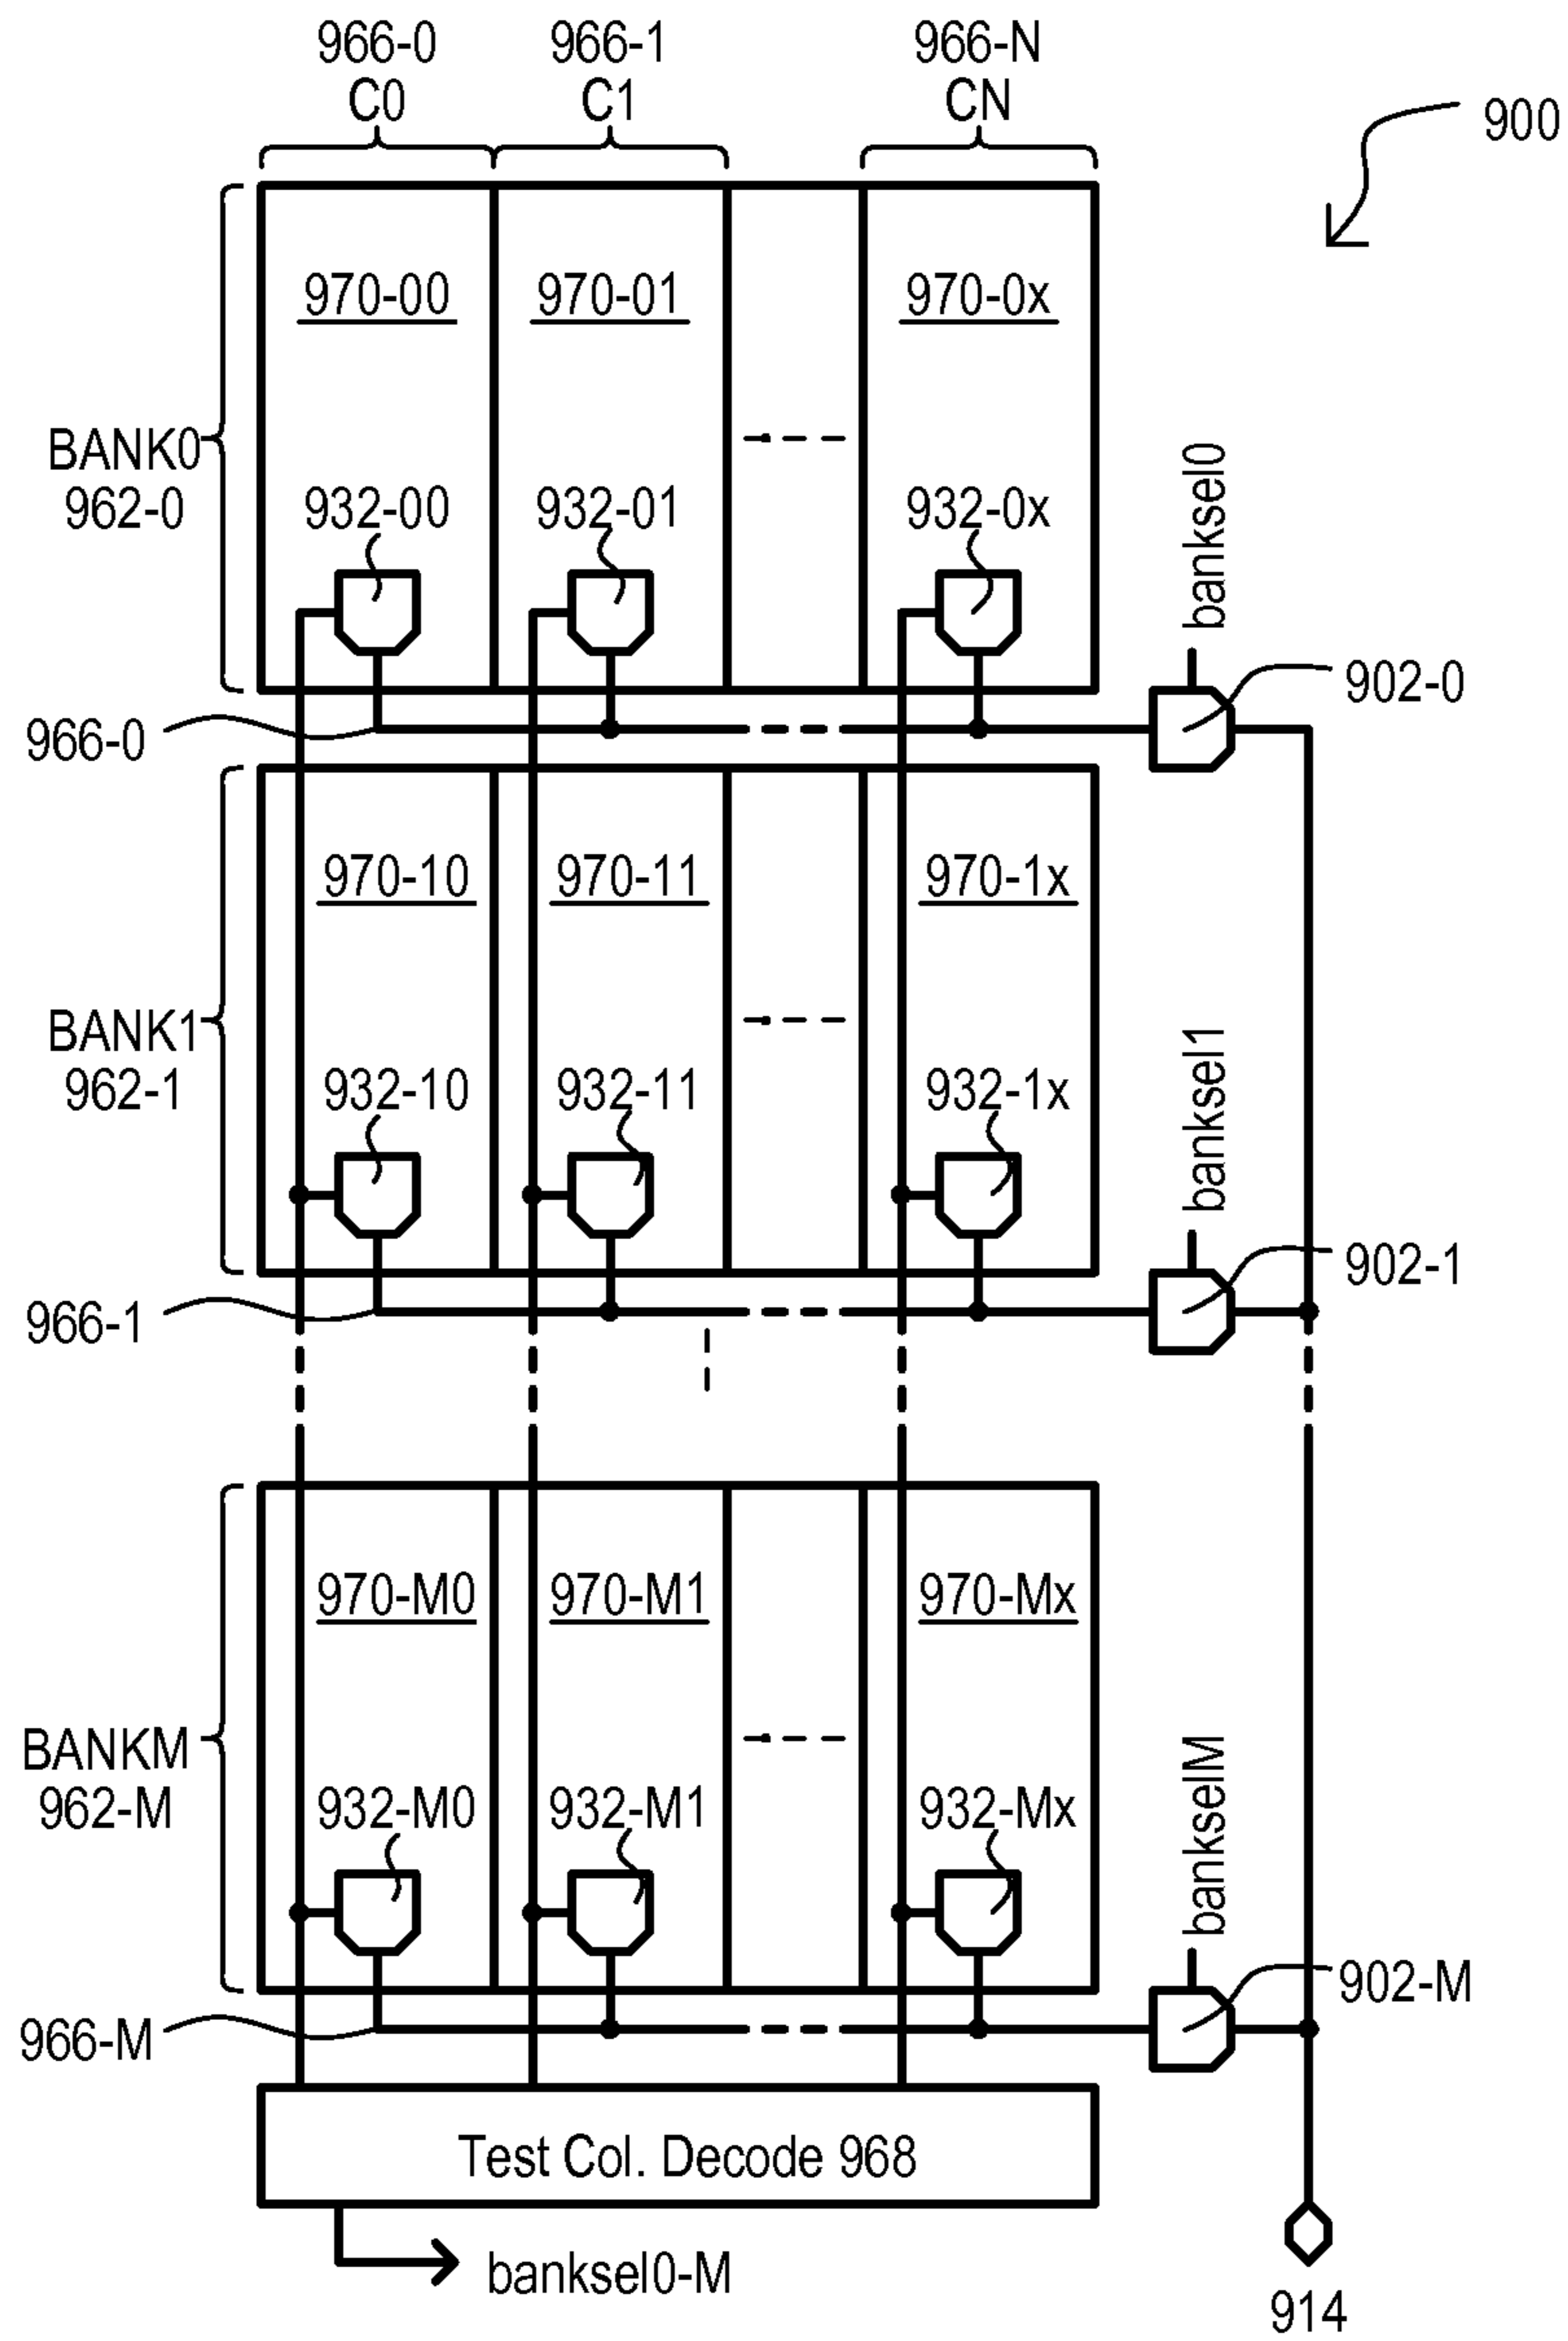 966-0 966-1 966-N
C0 C1 CN
900
970-00 970-01 970-0x
BANK0
962-0
932-00 932-01 932-0x
banksel0
902-0
966-0
970-10 970-11 970-1x
BANK1
962-1
932-10 932-11 932-1x
banksel1
902-1
966-1
970-M0 970-M1 970-Mx
BANKM
962-M
932-M0 932-M1 932-Mx
bankselM
902-M
966-M
Test Col. Decode 968
banksel0-M
914